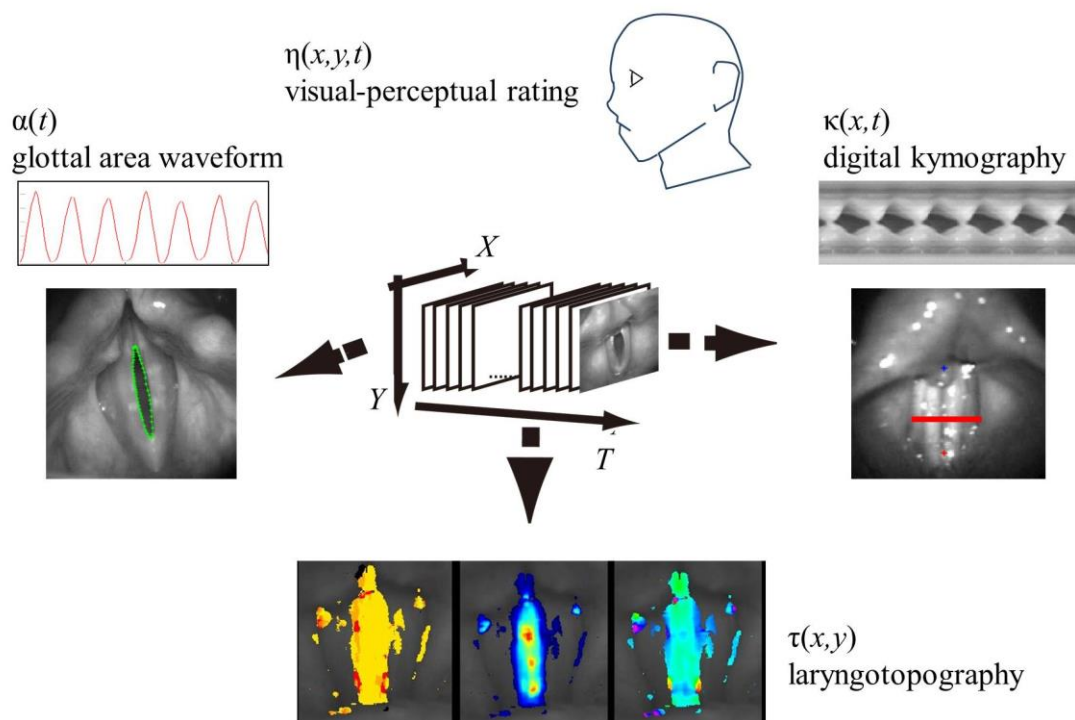 η(x,y,t)
visual-perceptual rating
α(t)
glottal area waveform
κ(x,t)
digital kymography
X
Y
......
T
τ(x,y)
laryngotopography